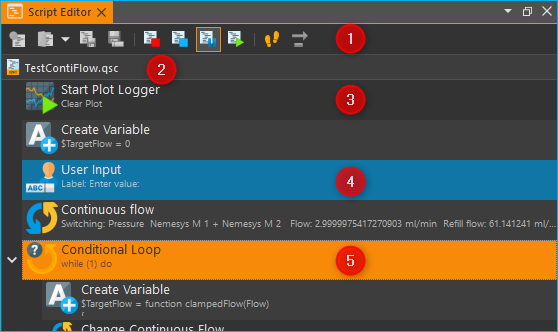 Script Editor
1
TestContiFlow.qsc
2
Start Plot Logger
Clear Plot
3
A
Create Variable
$TargetFlow = 0
User Input
ABC
Label: Enter value:
4
Continuous flow
Switching: Pressure Nemesys M 1 + Nemesys M 2 Flow: 2.9999975417270903 ml/min Refill flow: 61.141241 ml/...
?
Conditional Loop
while (1) do
5
A
Create Variable
$TargetFlow = function clampedFlow(Flow)
r
Change Continuous Flow